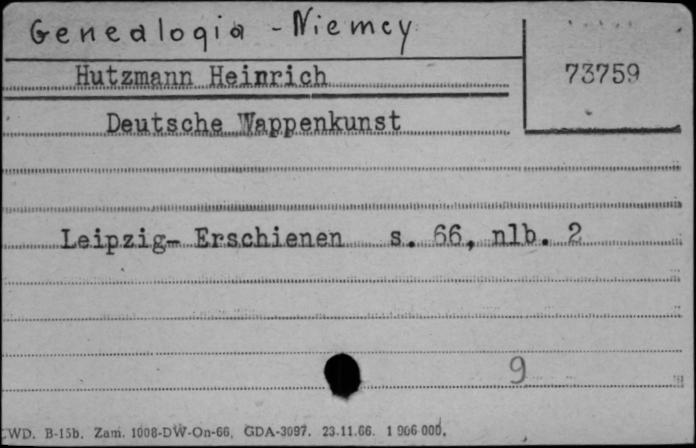 Genealogia - Niemcy
Hutzmann Heinrich
73759
Deutsche Wappenkunst
Leipzig- Erschienen s. 66, nlb. 2
9
WD. B-15b. Zam. 1008-DW-On-66, GDA-3097. 23.11.66. 1 906 000.